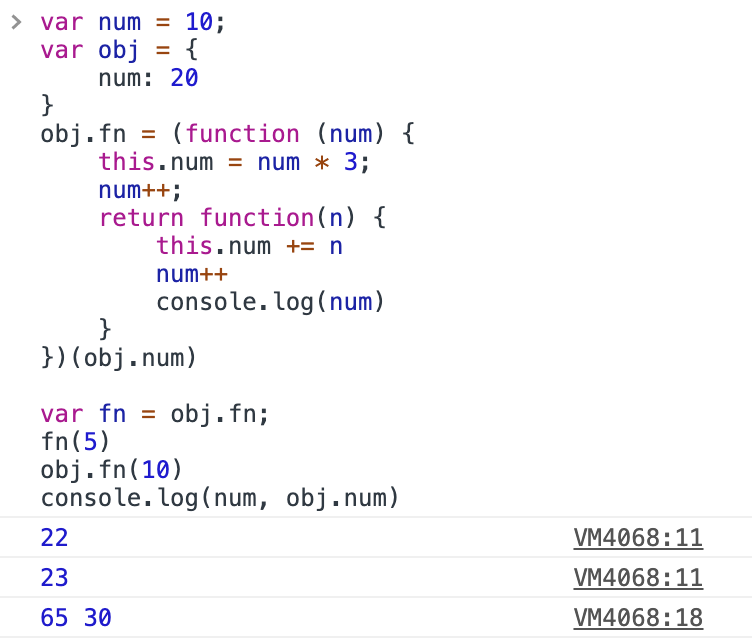 > var num = 10;
var obj = {
    num: 20
}
obj.fn = (function (num) {
    this.num = num * 3;
    num++;
    return function(n) {
        this.num += n
        num++
        console.log(num)
    }
})(obj.num)

var fn = obj.fn;
fn(5)
obj.fn(10)
console.log(num, obj.num)
22 VM4068:11
23 VM4068:11
65 30 VM4068:18